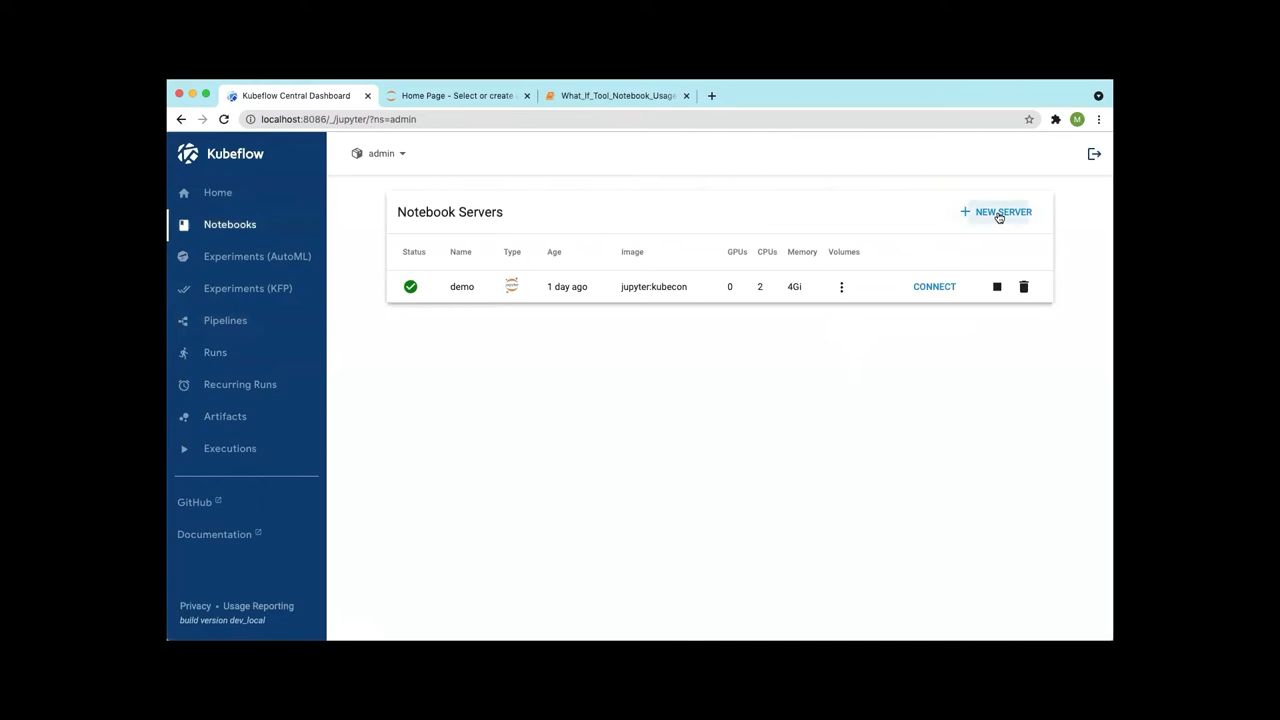 Kubeflow Central Dashboard
Home Page - Select or create
What_If_Tool_Notebook_Usage
localhost:8086/_/jupyter/?ns=admin
M
Kubeflow
admin
Home
Notebooks
Experiments (AutoML)
Experiments (KFP)
Pipelines
Runs
Recurring Runs
Artifacts
Executions
GitHub
Documentation
Privacy • Usage Reporting
build version dev_local
Notebook Servers
+ NEW SERVER
Status Name Type Age Image GPUs CPUs Memory Volumes
demo jupyter 1 day ago jupyter:kubecon 0 2 4Gi CONNECT